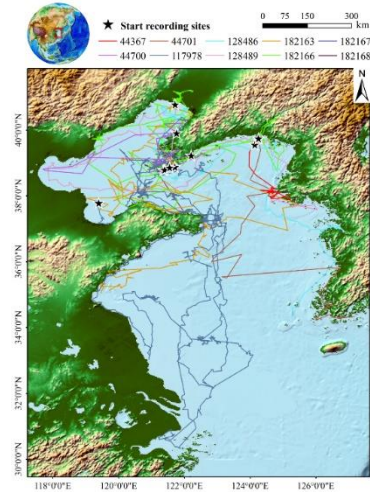 ★ Start recording sites
0 75 150 300 km
44367 44701 128486 182163 182167
44700 117978 128489 182166 182168
N
40°0'0"N
38°0'0"N
36°0'0"N
34°0'0"N
32°0'0"N
30°0'0"N
118°0'0"E 120°0'0"E 122°0'0"E 124°0'0"E 126°0'0"E